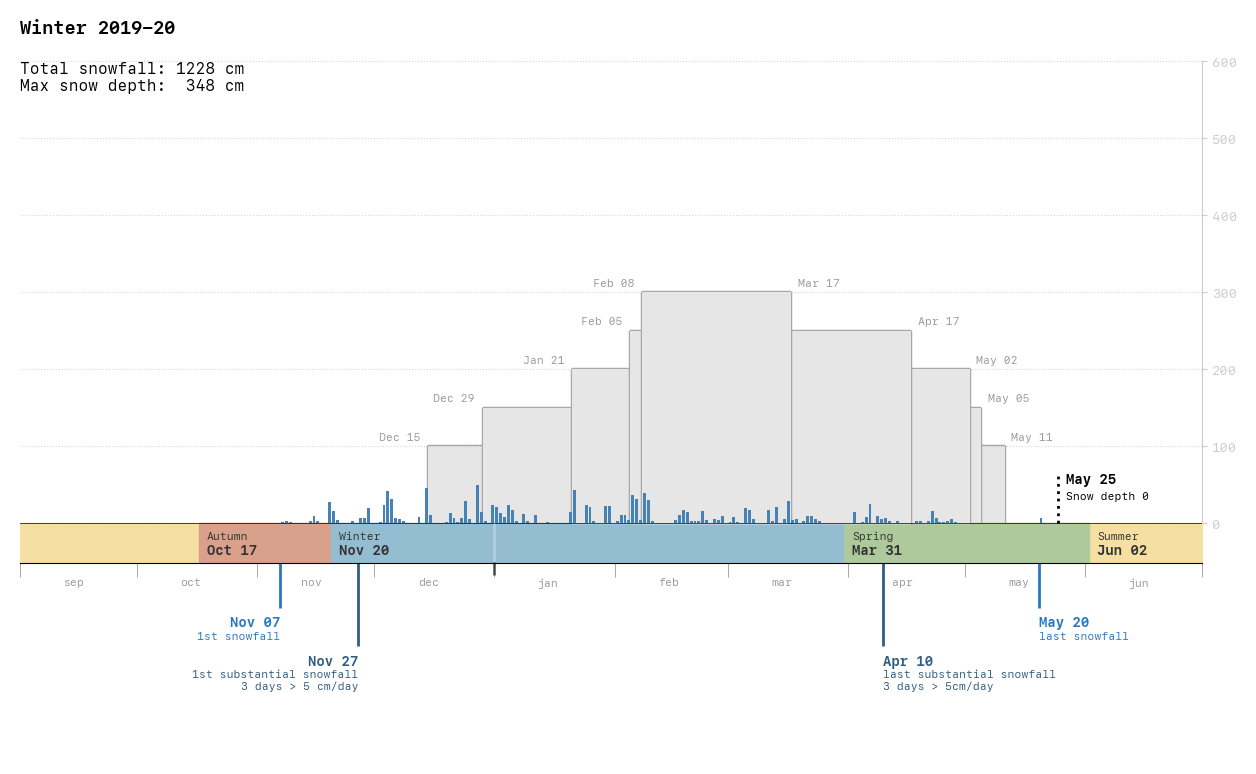 Winter 2019–20
Total snowfall: 1228 cm
Max snow depth:  348 cm
600
500
400
300
200
100
0
Feb 08
Mar 17
Feb 05
Apr 17
Jan 21
May 02
Dec 29
May 05
Dec 15
May 11
May 25
Snow depth 0
Autumn
Oct 17
Winter
Nov 20
Spring
Mar 31
Summer
Jun 02
sep oct nov dec jan feb mar apr may jun
Nov 07
1st snowfall
May 20
last snowfall
Nov 27
1st substantial snowfall
3 days > 5 cm/day
Apr 10
last substantial snowfall
3 days > 5cm/day